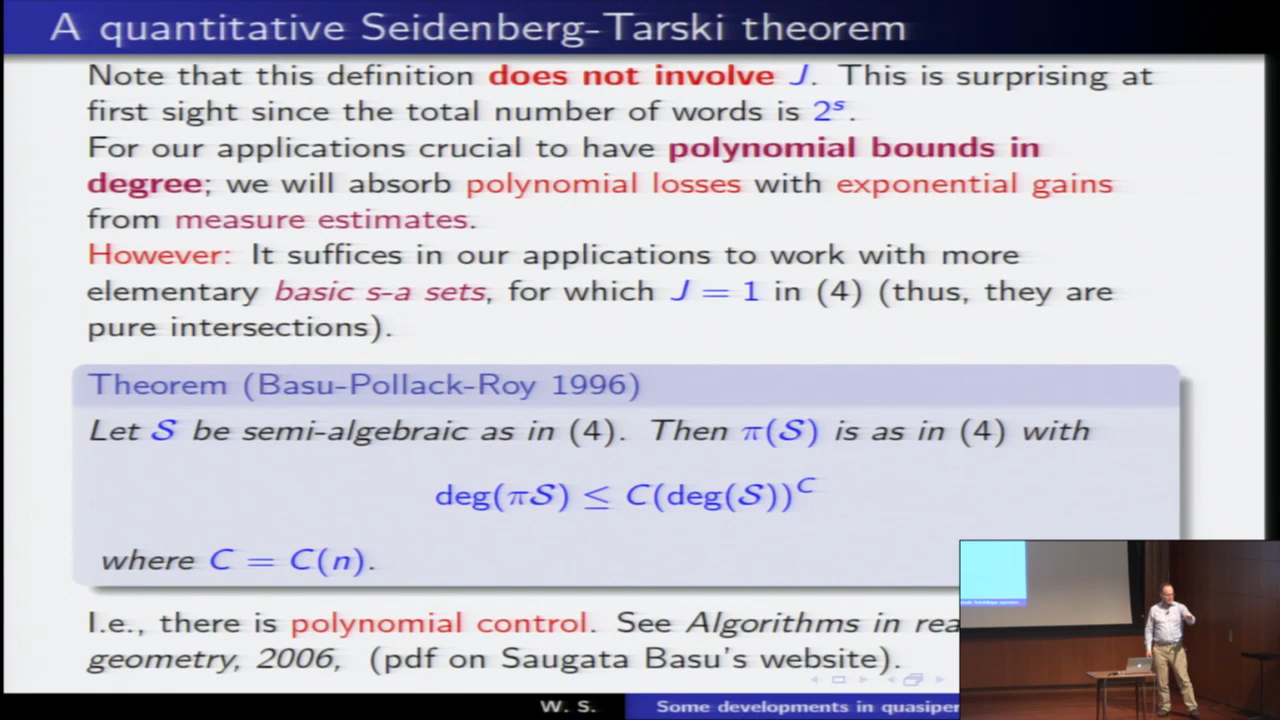 A quantitative Seidenberg-Tarski theorem
Note that this definition does not involve J. This is surprising at
first sight since the total number of words is 2ˢ.
For our applications crucial to have polynomial bounds in
degree; we will absorb polynomial losses with exponential gains
from measure estimates.
However: It suffices in our applications to work with more
elementary basic s-a sets, for which J = 1 in (4) (thus, they are
pure intersections).
Theorem (Basu-Pollack-Roy 1996)
Let S be semi-algebraic as in (4). Then π(S) is as in (4) with
deg(πS) ≤ C(deg(S))^C
where C = C(n).
I.e., there is polynomial control. See Algorithms in rea
geometry, 2006, (pdf on Saugata Basu's website).
W. S. Some developments in quasiper